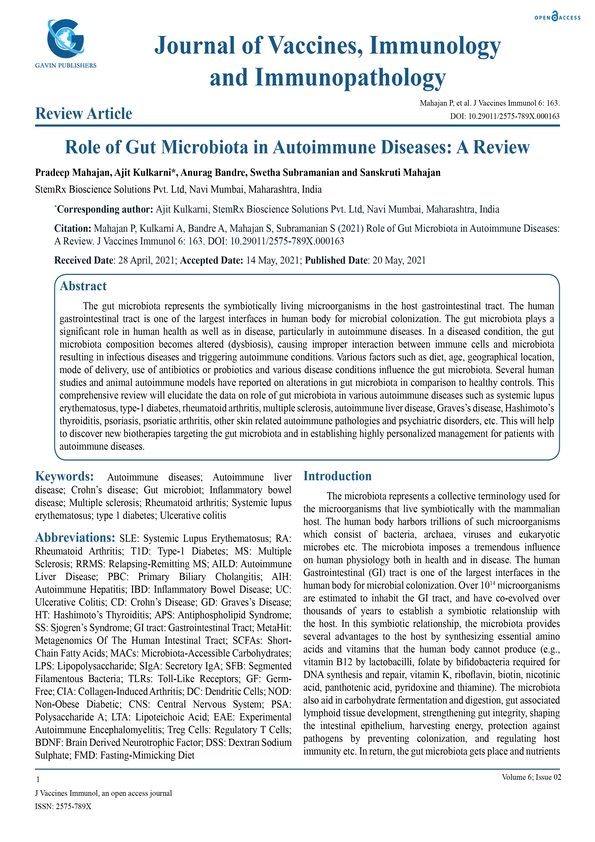 OPEN ACCESS
GAVIN PUBLISHERS
Journal of Vaccines, Immunology
and Immunopathology
Mahajan P, et al. J Vaccines Immunol 6: 163.
Review Article
DOI: 10.29011/2575-789X.000163
Role of Gut Microbiota in Autoimmune Diseases: A Review
Pradeep Mahajan, Ajit Kulkarni*, Anurag Bandre, Swetha Subramanian and Sanskruti Mahajan
StemRx Bioscience Solutions Pvt. Ltd, Navi Mumbai, Maharashtra, India
*Corresponding author: Ajit Kulkarni, StemRx Bioscience Solutions Pvt. Ltd, Navi Mumbai, Maharashtra, India
Citation: Mahajan P, Kulkarni A, Bandre A, Mahajan S, Subramanian S (2021) Role of Gut Microbiota in Autoimmune Diseases:
A Review. J Vaccines Immunol 6: 163. DOI: 10.29011/2575-789X.000163
Received Date: 28 April, 2021; Accepted Date: 14 May, 2021; Published Date: 20 May, 2021
Abstract
The gut microbiota represents the symbiotically living microorganisms in the host gastrointestinal tract. The human
gastrointestinal tract is one of the largest interfaces in human body for microbial colonization. The gut microbiota plays a
significant role in human health as well as in disease, particularly in autoimmune diseases. In a diseased condition, the gut
microbiota composition becomes altered (dysbiosis), causing improper interaction between immune cells and microbiota
resulting in infectious diseases and triggering autoimmune conditions. Various factors such as diet, age, geographical location,
mode of delivery, use of antibiotics or probiotics and various disease conditions influence the gut microbiota. Several human
studies and animal autoimmune models have reported on alterations in gut microbiota in comparison to healthy controls. This
comprehensive review will elucidate the data on role of gut microbiota in various autoimmune diseases such as systemic lupus
erythematosus, type-1 diabetes, rheumatoid arthritis, multiple sclerosis, autoimmune liver disease, Graves's disease, Hashimoto's
thyroiditis, psoriasis, psoriatic arthritis, other skin related autoimmune pathologies and psychiatric disorders, etc. This will help
to discover new biotherapies targeting the gut microbiota and in establishing highly personalized management for patients with
autoimmune diseases.
Keywords: Autoimmune diseases; Autoimmune liver
disease; Crohn's disease; Gut microbiot; Inflammatory bowel
disease; Multiple sclerosis; Rheumatoid arthritis; Systemic lupus
erythematosus; type 1 diabetes; Ulcerative colitis
Abbreviations: SLE: Systemic Lupus Erythematosus; RA:
Rheumatoid Arthritis; T1D: Type-1 Diabetes; MS: Multiple
Sclerosis; RRMS: Relapsing-Remitting MS; AILD: Autoimmune
Liver Disease; PBC: Primary Biliary Cholangitis; AIH:
Autoimmune Hepatitis; IBD: Inflammatory Bowel Disease; UC:
Ulcerative Colitis; CD: Crohn's Disease; GD: Graves's Disease;
HT: Hashimoto's Thyroiditis; APS: Antiphospholipid Syndrome;
SS: Sjogren's Syndrome; GI tract: Gastrointestinal Tract; MetaHit:
Metagenomics Of The Human Intestinal Tract; SCFAs: Short-
Chain Fatty Acids; MACs: Microbiota-Accessible Carbohydrates;
LPS: Lipopolysaccharide; SIgA: Secretory IgA; SFB: Segmented
Filamentous Bacteria; TLRs: Toll-Like Receptors; GF: Germ-
Free; CIA: Collagen-Induced Arthritis; DC: Dendritic Cells; NOD:
Non-Obese Diabetic; CNS: Central Nervous System; PSA:
Polysaccharide A; LTA: Lipoteichoic Acid; EAE: Experimental
Autoimmune Encephalomyelitis; Treg Cells: Regulatory T Cells;
BDNF: Brain Derived Neurotrophic Factor; DSS: Dextran Sodium
Sulphate; FMD: Fasting-Mimicking Diet
Introduction
The microbiota represents a collective terminology used for
the microorganisms that live symbiotically with the mammalian
host. The human body harbors trillions of such microorganisms
which consist of bacteria, archaea, viruses and eukaryotic
microbes etc. The microbiota imposes a tremendous influence
on human physiology both in health and in disease. The human
Gastrointestinal (GI) tract is one of the largest interfaces in the
human body for microbial colonization. Over 10¹⁴ microorganisms
are estimated to inhabit the GI tract, and have co-evolved over
thousands of years to establish a symbiotic relationship with
the host. In this symbiotic relationship, the microbiota provides
several advantages to the host by synthesizing essential amino
acids and vitamins that the human body cannot produce (e.g.,
vitamin B12 by lactobacilli, folate by bifidobacteria required for
DNA synthesis and repair, vitamin K, riboflavin, biotin, nicotinic
acid, panthotenic acid, pyridoxine and thiamine). The microbiota
also aid in carbohydrate fermentation and digestion, gut associated
lymphoid tissue development, strengthening gut integrity, shaping
the intestinal epithelium, harvesting energy, protection against
pathogens by preventing colonization, and regulating host
immunity etc. In return, the gut microbiota gets place and nutrients
1
Volume 6; Issue 02
J Vaccines Immunol, an open access journal
ISSN: 2575-789X